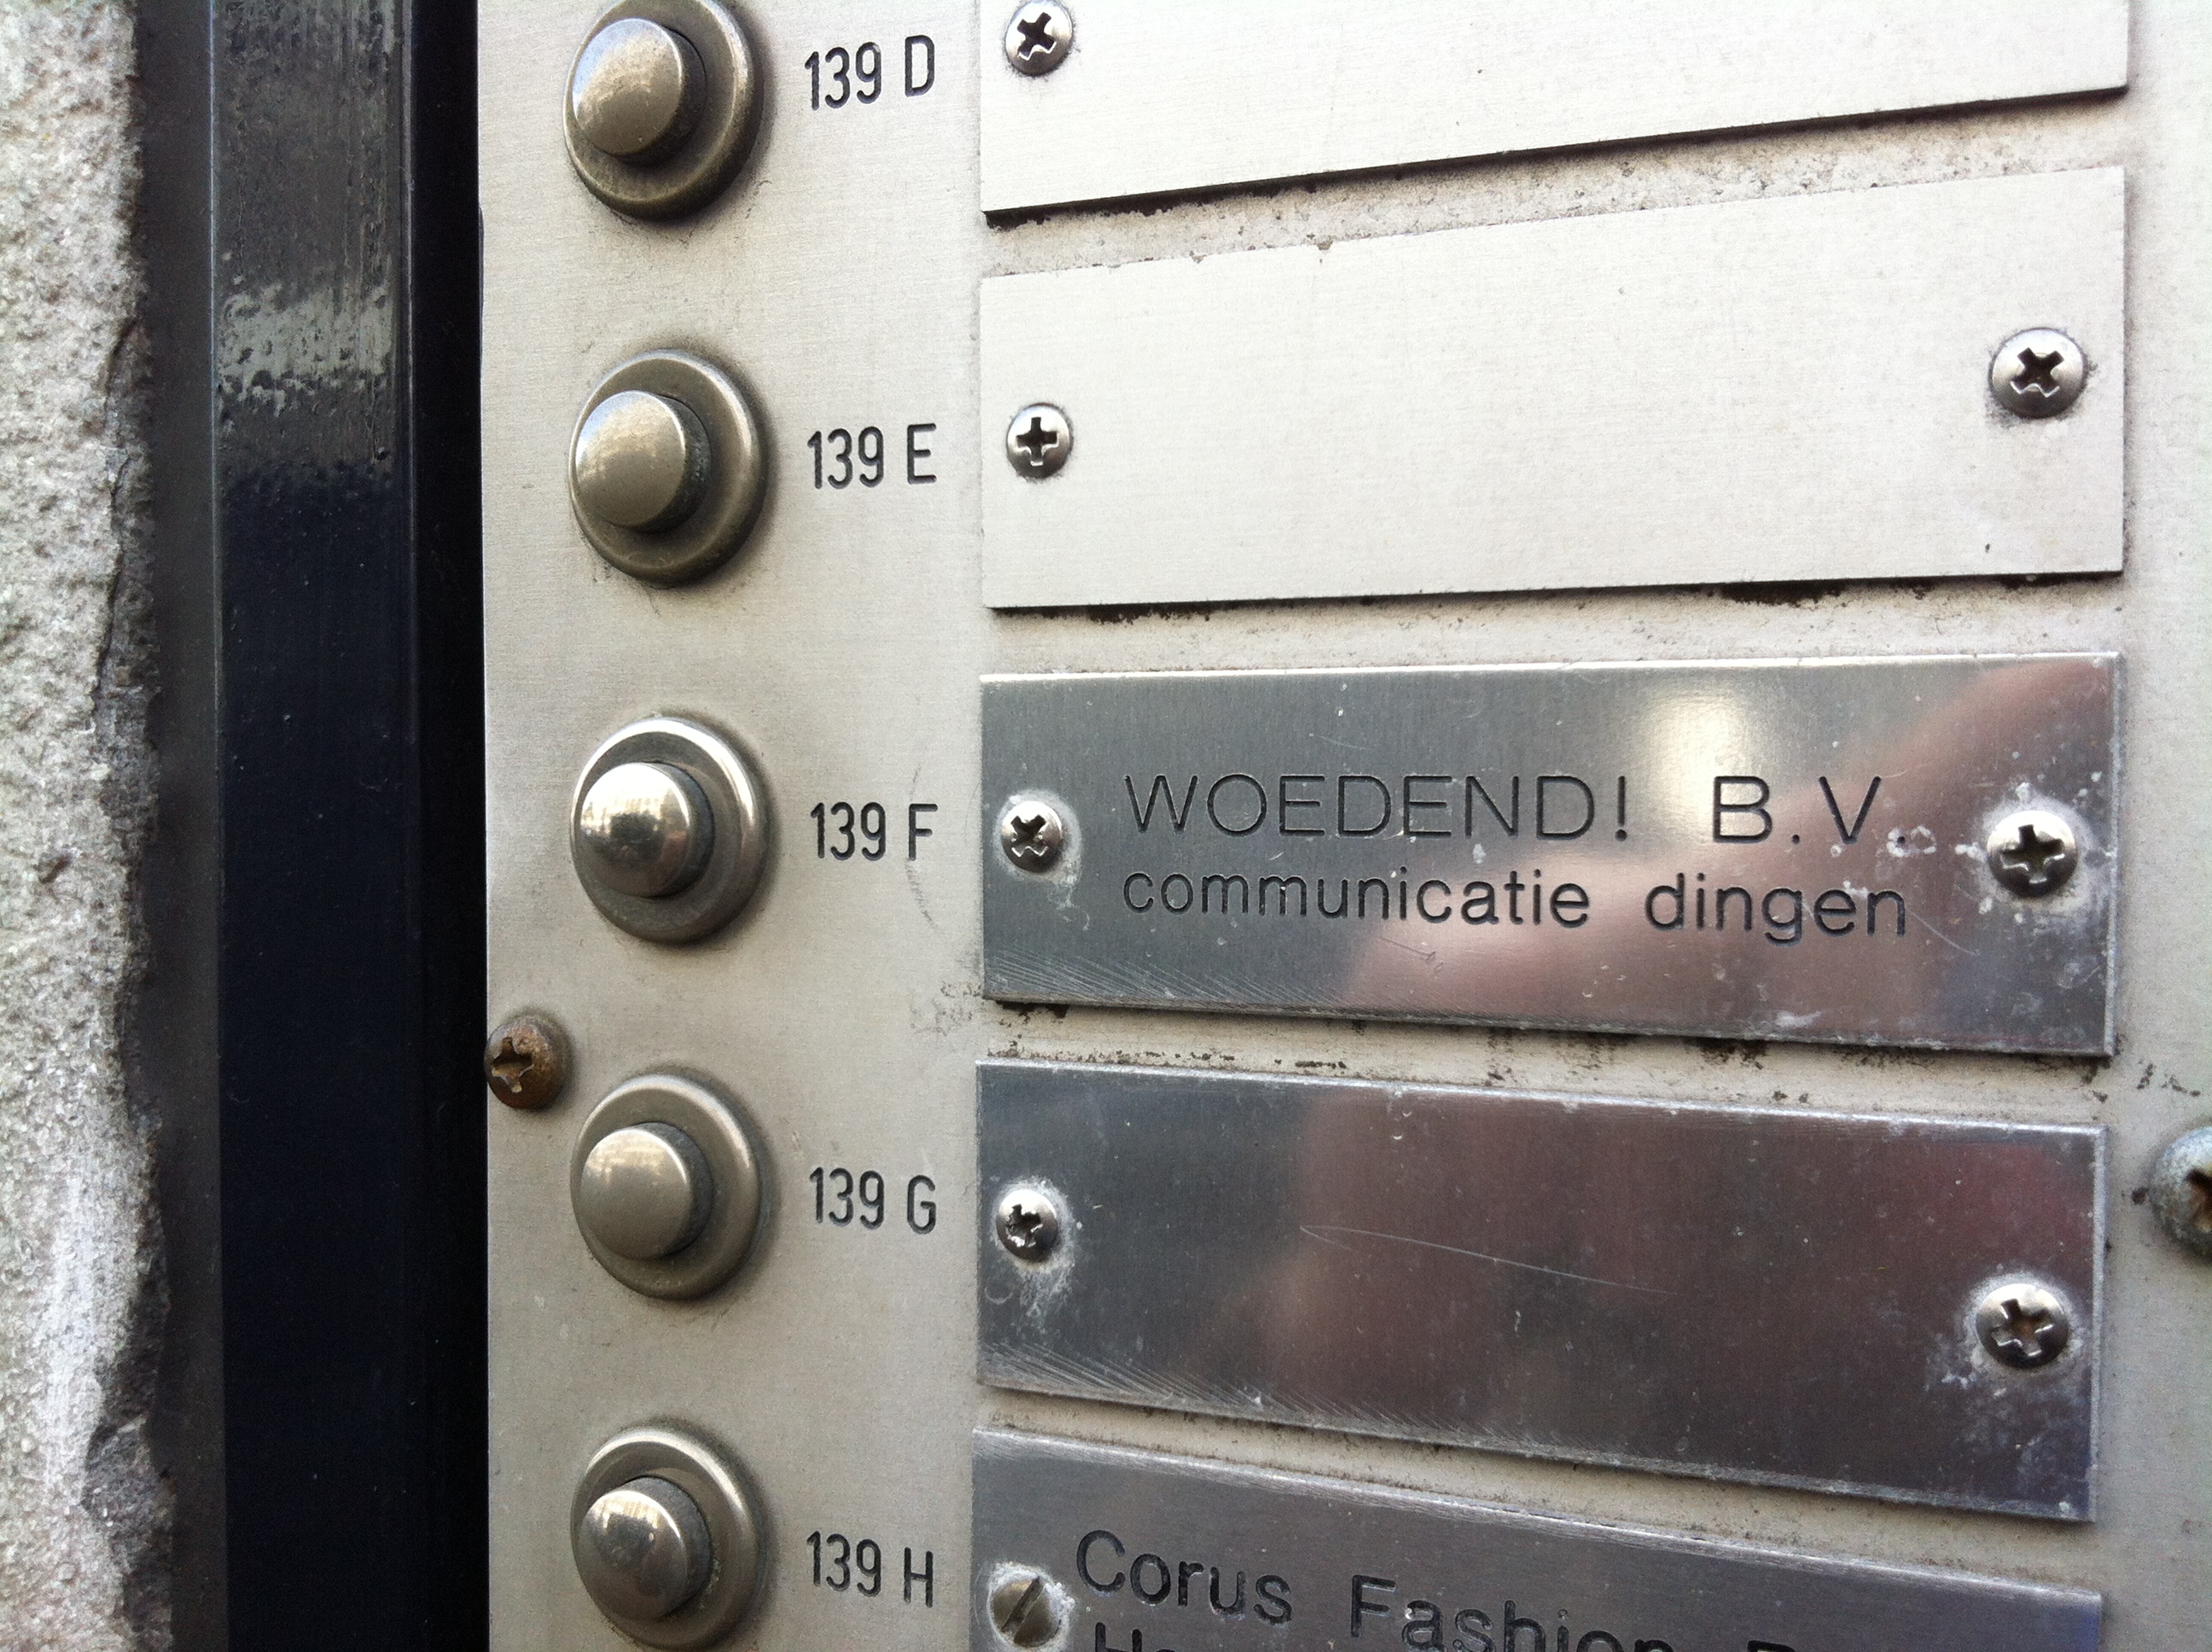 139 D
139 E
139 F
WOEDEND! B.V.
communicatie dingen
139 G
139 H
Corus Fashion